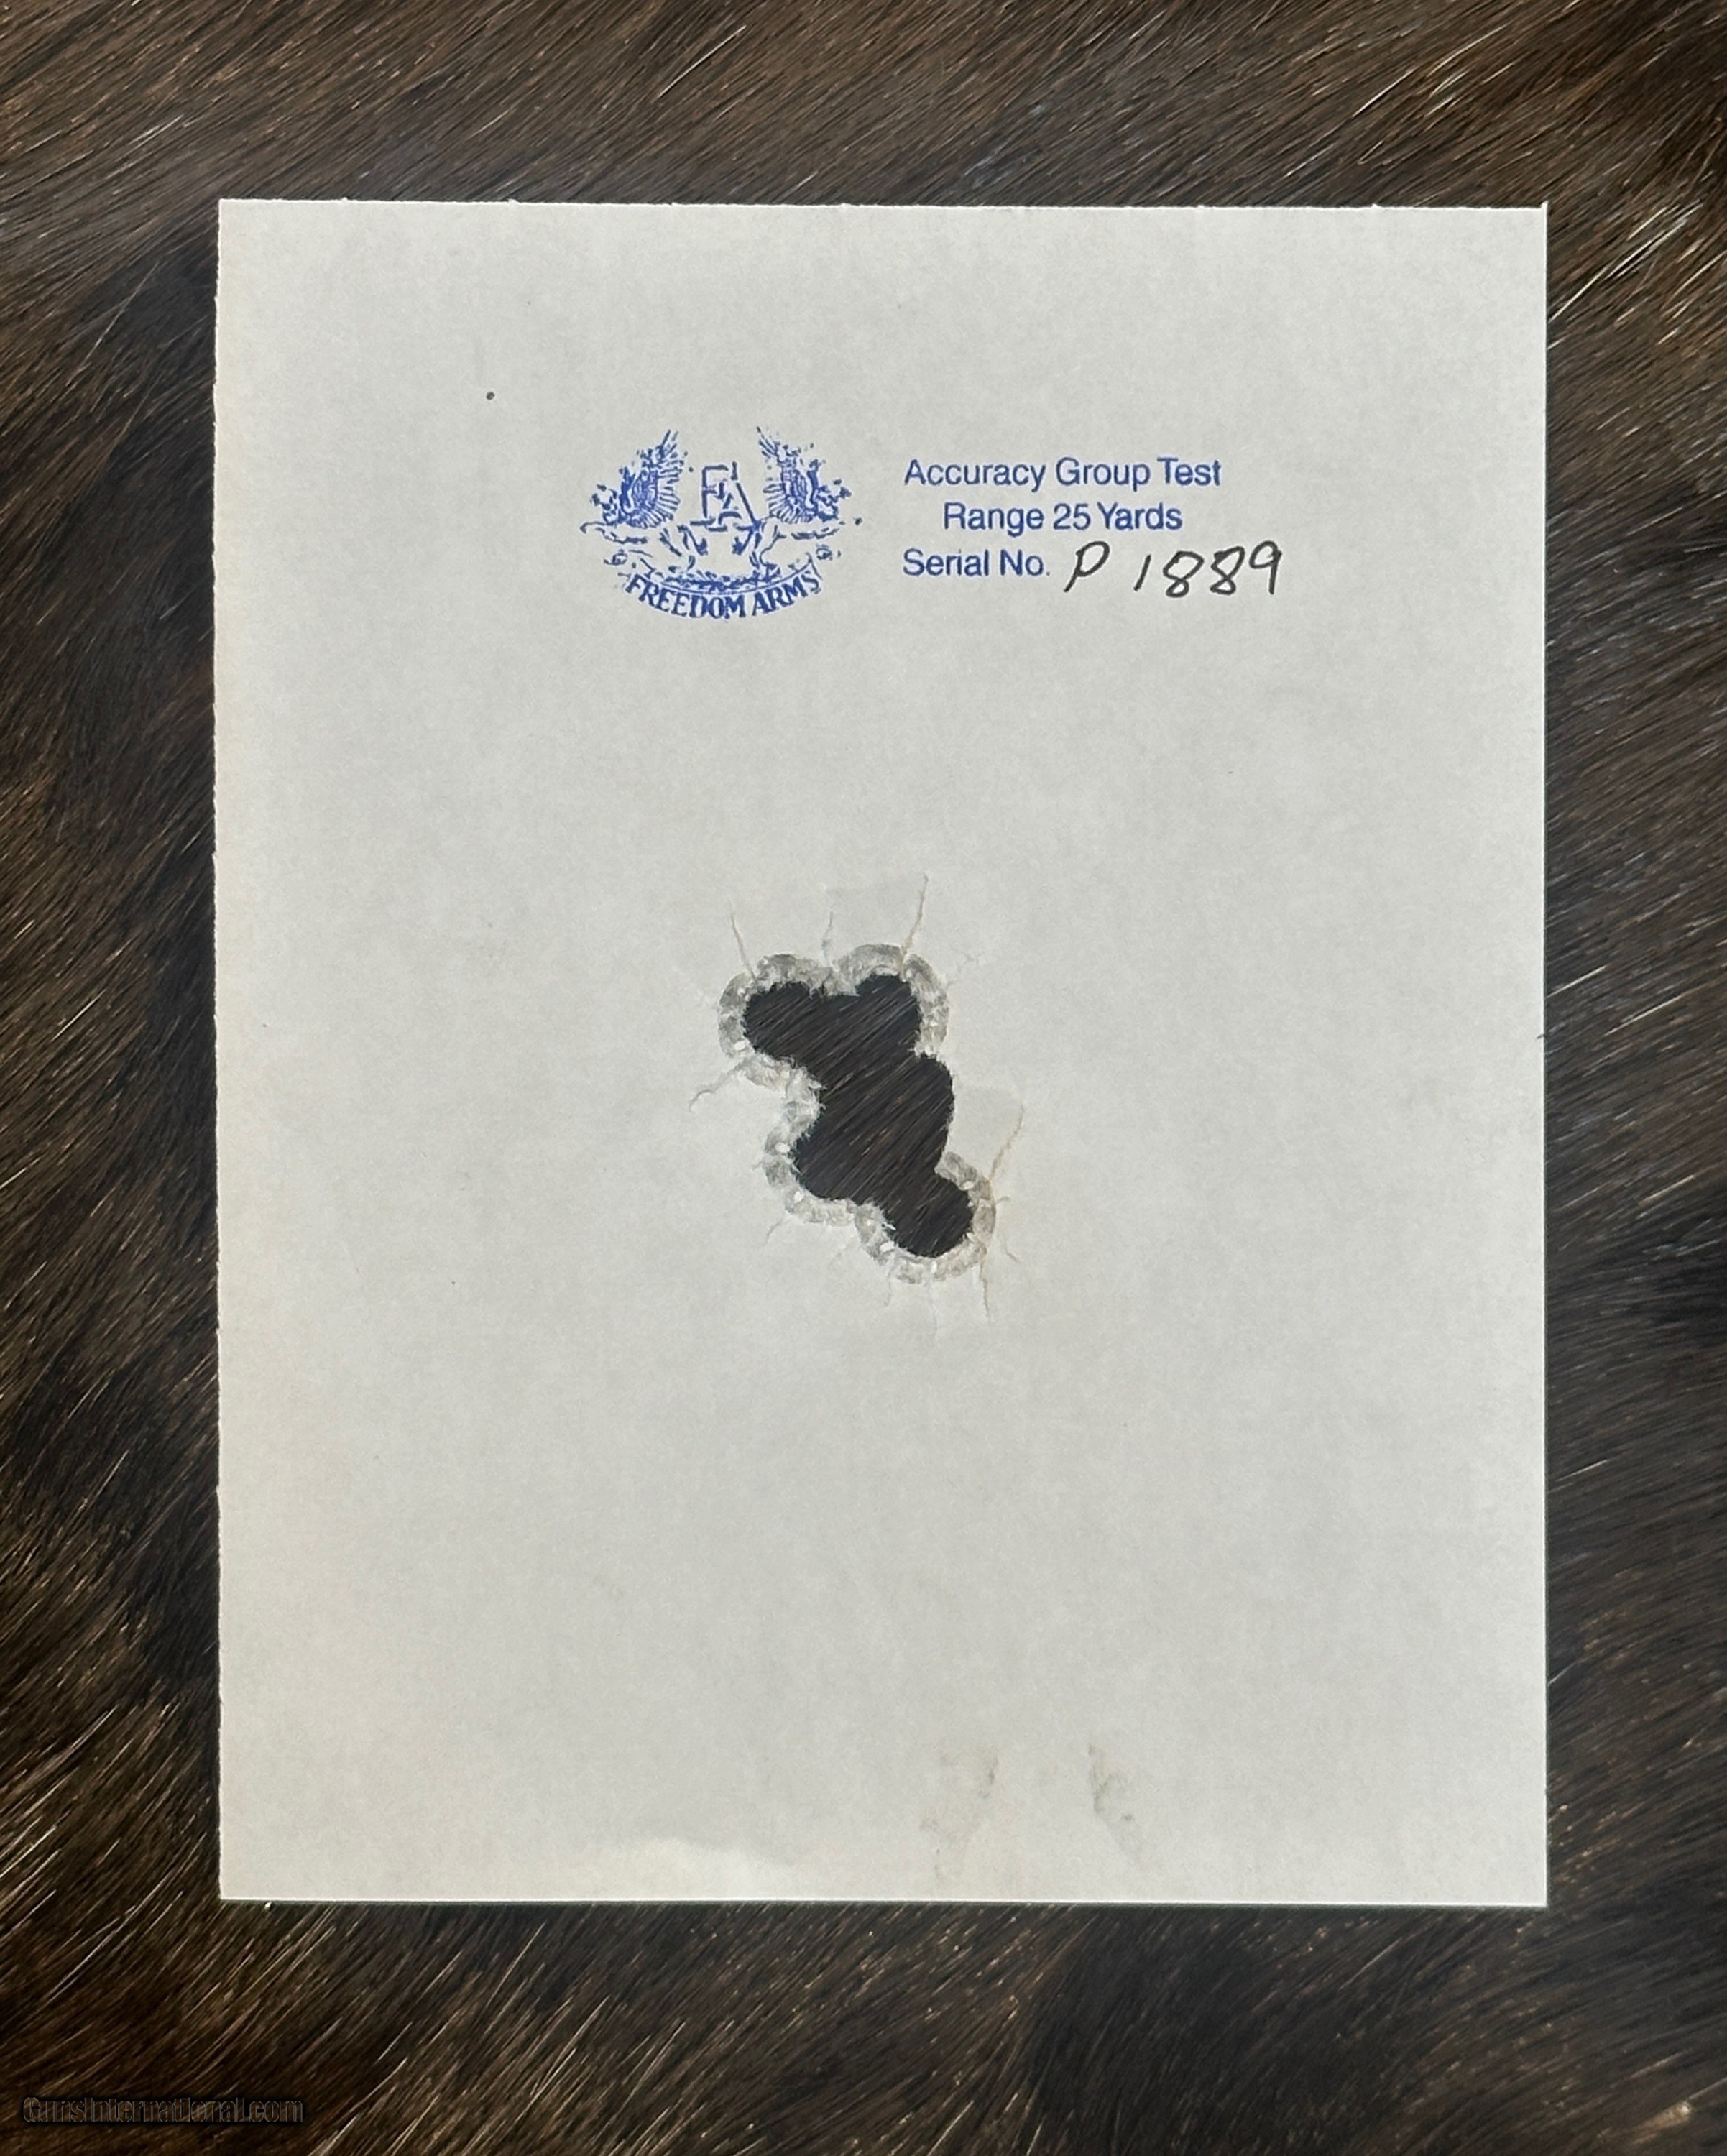 FA
FREEDOM ARMS
Accuracy Group Test
Range 25 Yards
Serial No. P 1889
GunsInternational.com